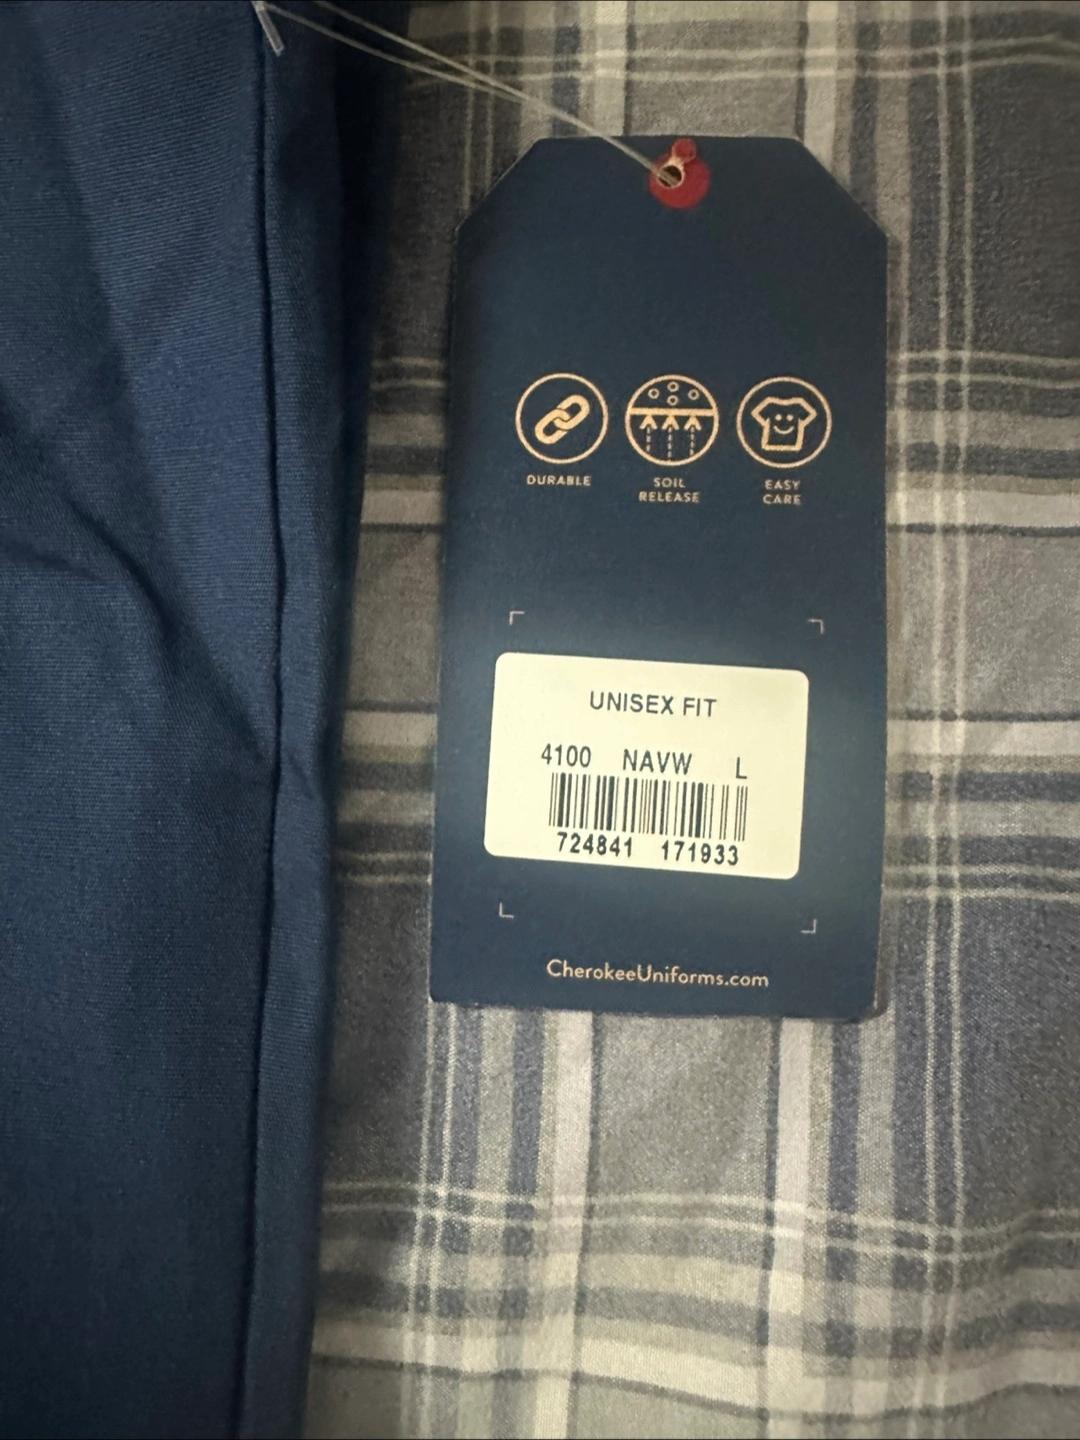 DURABLE
SOIL
RELEASE
EASY
CARE
UNISEX FIT
4100 NAVW L
724841 171933
CherokeeUniforms.com